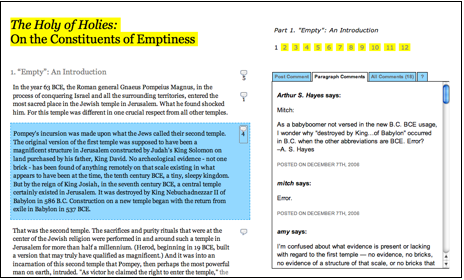 The Holy of Holies:
On the Constituents of Emptiness
1. "Empty": An Introduction
5
In the year 63 BCE, the Roman general Gnaeus Pompeius Magnus, in the
process of conquering Israel and all the surrounding territories, entered the
most sacred place in the Jewish temple in Jerusalem. What he found shocked
him. For this temple was different in one crucial respect from all other temples.
Pompey's incursion was made upon what the Jews called their second temple.
The original version of the first temple was supposed to have been a
magnificent structure in Jerusalem constructed by Judah's King Solomon on
land purchased by his father, King David. No archeological evidence - not one
brick - has been found of anything remotely on that scale existing in what
appears to have been at the time, the tenth century BCE, a tiny, sleepy kingdom.
But by the reign of King Josiah, in the seventh century BCE, a central temple
certainly existed in Jerusalem. It was destroyed by King Nebuchadnezzar II of
Babylon in 586 B.C. Construction on a new temple began with the return from
exile in Babylon in 537 BCE.
That was the second temple. The sacrifices and purity rituals that were at the
center of the Jewish religion were performed in and around such a temple in
Jerusalem for more than half a millennium. (Herod, beginning in 19 BCE, built
a version that may truly have qualified as magnificent.) And it was into an
incarnation of this second temple that Pompey, then perhaps the most powerful
man on earth, intruded. "As victor he claimed the right to enter the temple," the
Part 1. "Empty": An Introduction
1 2 3 4 5 6 7 8 9 10 11 12
Post Comment Paragraph Comments All Comments (18) ?
Arthur S. Hayes says:
Mitch:
As a babyboomer not versed in the new B.C. BCE usage,
I wonder why "destroyed by King...of Babylon" occurred
in B.C. when the other abbreviations are BCE. Error?
–A. S. Hayes
POSTED ON DECEMBER 7TH, 2006
mitch says:
Error.
POSTED ON DECEMBER 7TH, 2006
amy says:
I'm confused about what evidence is present or lacking
with regard to the temple — no evidence, no bricks,
no evidence of a structure of that scale, or no bricks that